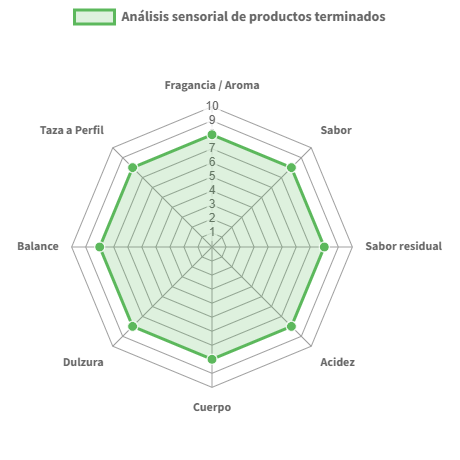 Análisis sensorial de productos terminados
Fragancia / Aroma
Taza a Perfil
Sabor
10
9
7
6
5
4
3
2
1
Balance
Sabor residual
Dulzura
Acidez
Cuerpo